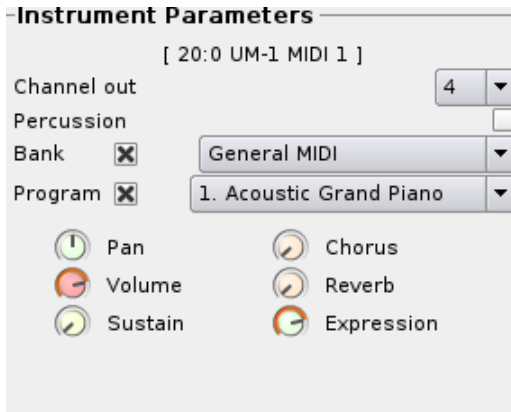 Instrument Parameters
[ 20:0 UM-1 MIDI 1 ]
Channel out 4
Percussion
Bank General MIDI
Program 1. Acoustic Grand Piano
Pan Chorus
Volume Reverb
Sustain Expression